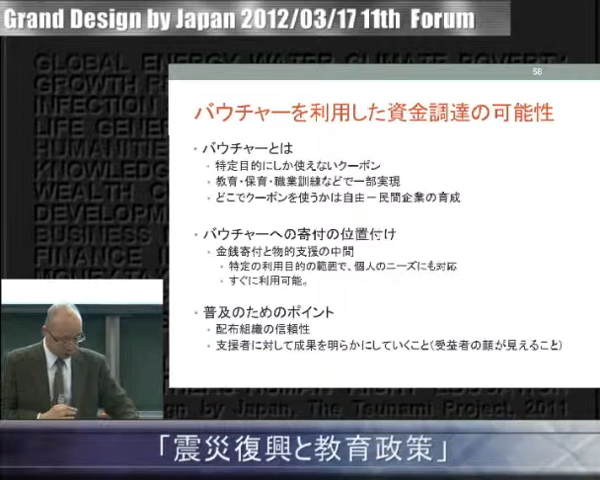 Grand Design by Japan 2012/03/17 11th Forum
GLOBAL ENERGY WATER CLIMATE POVERTY
GROWTH
INFECTION
LIFE
HUMANITIES
KNOWLEDGE
WEALTH
DEVELOPM
BUSINESS
FINANCE
58
バウチャーを利用した資金調達の可能性
・バウチャーとは
・特定目的にしか使えないクーポン
・教育・保育・職業訓練などで一部実現
・どこでクーポンを使うかは自由－民間企業の育成
・バウチャーへの寄付の位置付け
・金銭寄付と物的支援の中間
・特定の利用目的の範囲で、個人のニーズにも対応
・すぐに利用可能。
・普及のためのポイント
・配布組織の信頼性
・支援者に対して成果を明らかにしていくこと(受益者の顔が見えること)
HUMAN RIGHT EDUCATION
by Japan, The Tsunami Project, 2011
「震災復興と教育政策」